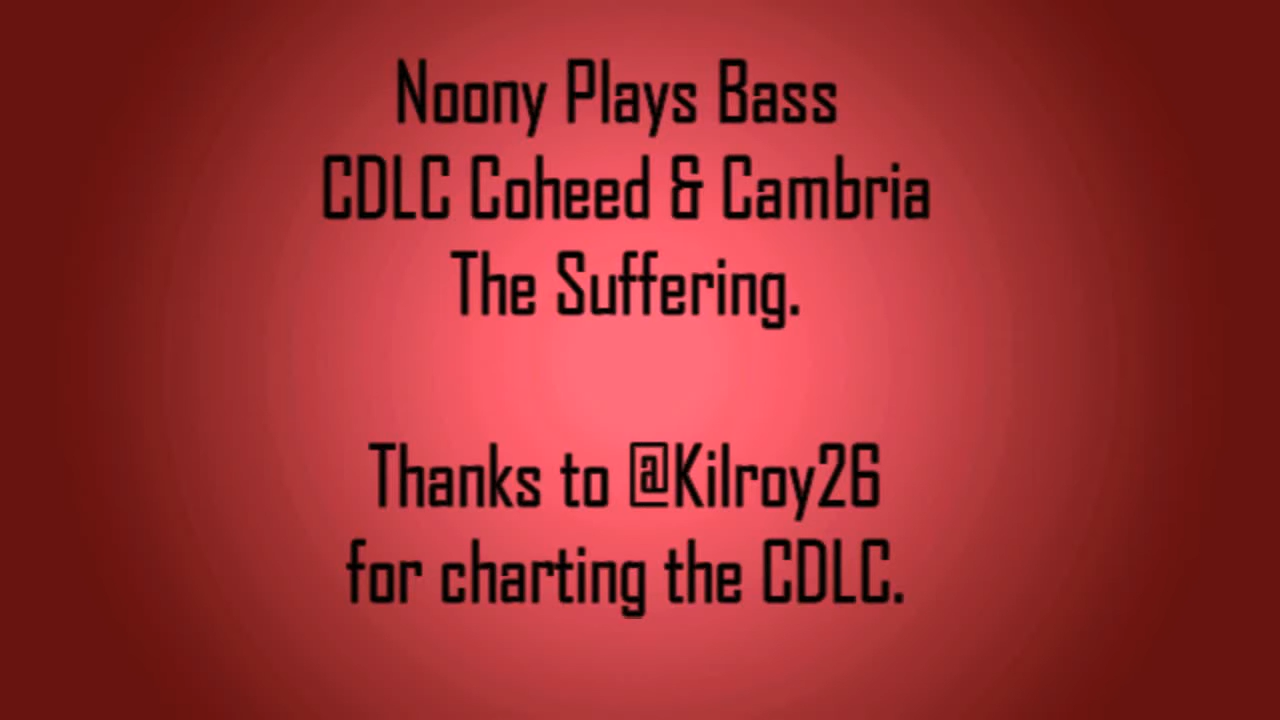 Noony Plays Bass
CDLC Coheed & Cambria
The Suffering.
Thanks to @Kilroy26
for charting the CDLC.